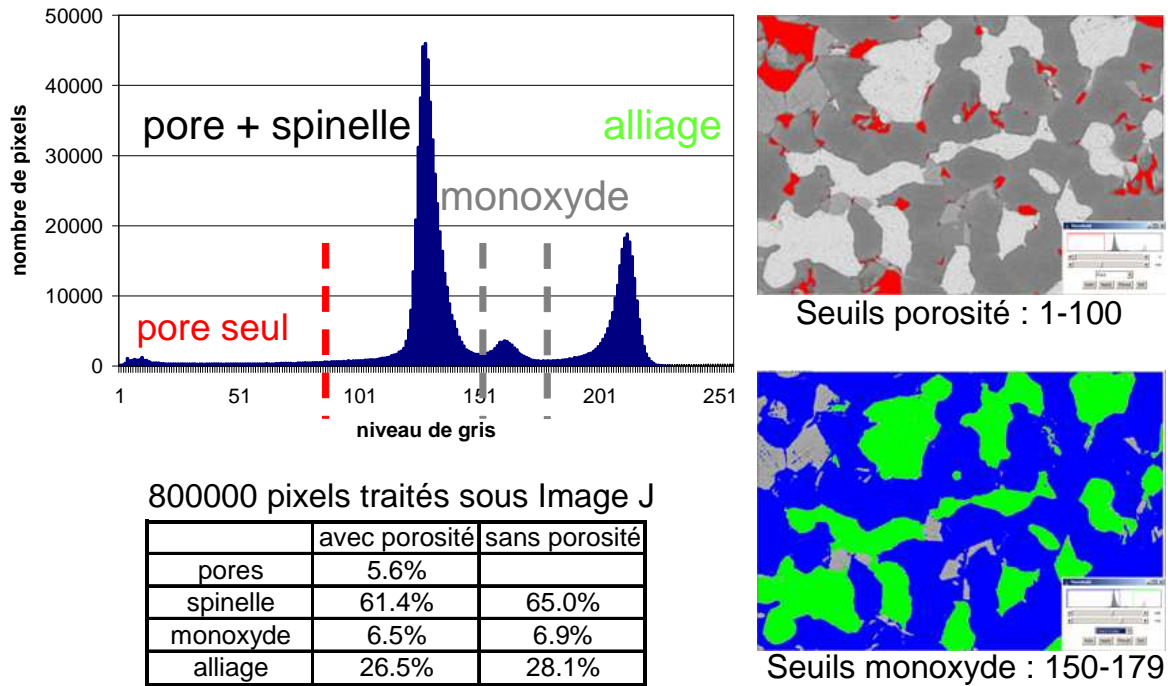 50000
40000
30000
20000
10000
0
nombre de pixels
pore + spinelle
alliage
monoxyde
pore seul
1 51 101 151 201 251
niveau de gris
Seuils porosité : 1-100
Seuils monoxyde : 150-179
800000 pixels traités sous Image J
avec porosité sans porosité
pores 5.6%
spinelle 61.4% 65.0%
monoxyde 6.5% 6.9%
alliage 26.5% 28.1%